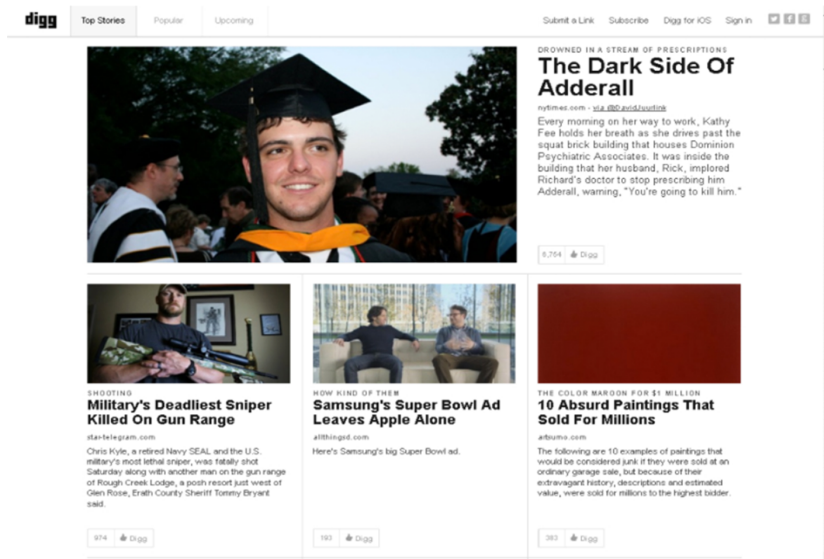 digg
Top Stories
Popular
Upcoming
Submit a Link
Subscribe
Digg for iOS
Sign in
DROWNED IN A STREAM OF PRESCRIPTIONS
The Dark Side Of
Adderall
nytimes.com - via @DavidJuurlink
Every morning on her way to work, Kathy
Fee holds her breath as she drives past the
squat brick building that houses Dominion
Psychiatric Associates. It was inside the
building that her husband, Rick, implored
Richard's doctor to stop prescribing him
Adderall, warning, "You're going to kill him."
6,764 Digg
SHOOTING
Military's Deadliest Sniper
Killed On Gun Range
star-telegram.com
Chris Kyle, a retired Navy SEAL and the U.S.
military's most lethal sniper, was fatally shot
Saturday along with another man on the gun range
of Rough Creek Lodge, a posh resort just west of
Glen Rose, Erath County Sheriff Tommy Bryant
said.
974 Digg
HOW KIND OF THEM
Samsung's Super Bowl Ad
Leaves Apple Alone
allthingsd.com
Here's Samsung's big Super Bowl ad.
193 Digg
THE COLOR MAROON FOR $1 MILLION
10 Absurd Paintings That
Sold For Millions
artsumo.com
The following are 10 examples of paintings that
would be considered junk if they were sold at an
ordinary garage sale, but because of their
extravagant history, descriptions and estimated
value, were sold for millions to the highest bidder.
383 Digg